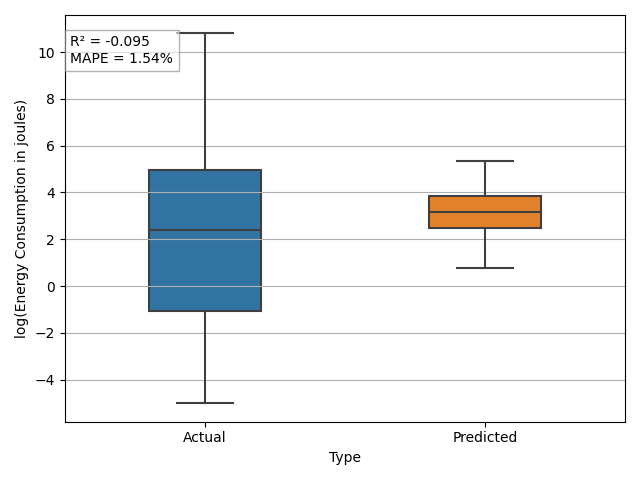 R² = -0.095
MAPE = 1.54%
log(Energy Consumption in joules)
10
8
6
4
2
0
−2
−4
Actual
Predicted
Type